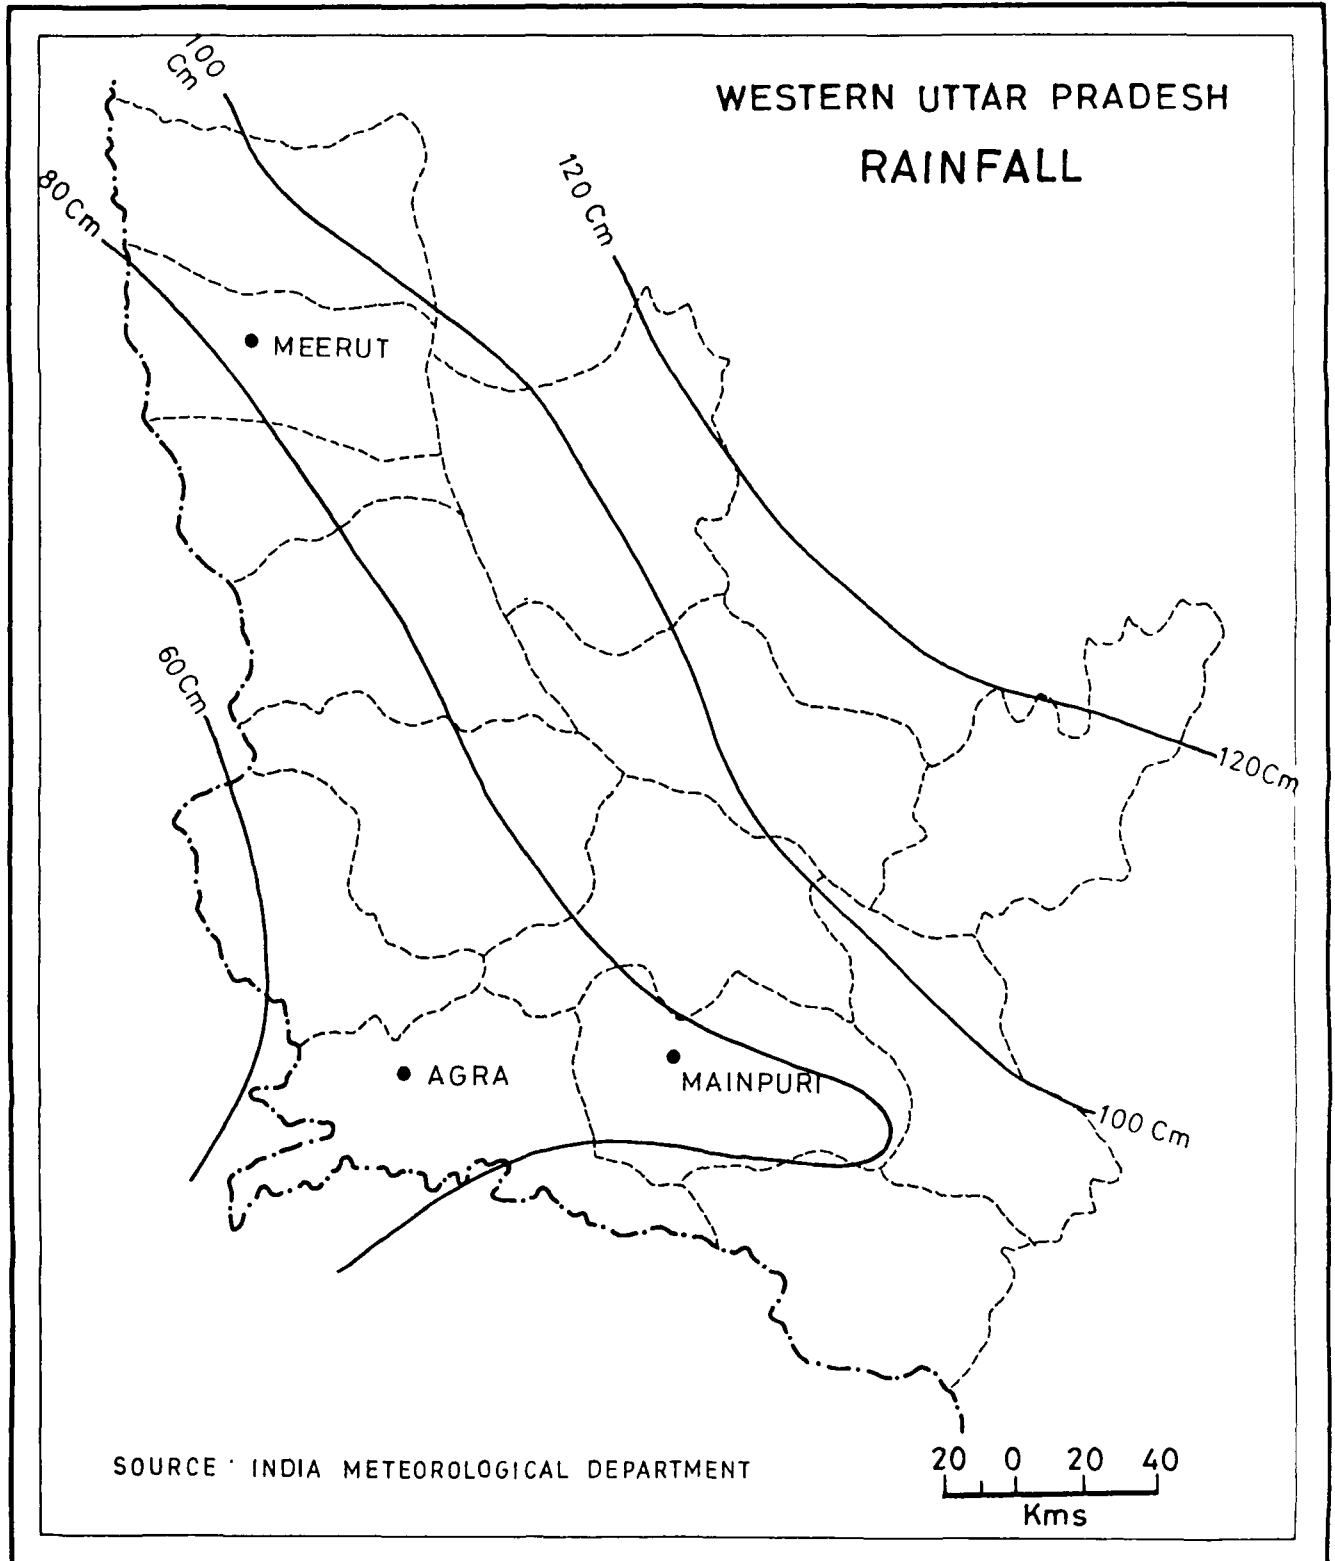 100
Cm
WESTERN UTTAR PRADESH
RAINFALL
120 Cm
80 Cm
MEERUT
60 Cm
120 Cm
AGRA
MAINPURI
100 Cm
SOURCE · INDIA METEOROLOGICAL DEPARTMENT
20 0 20 40
Kms